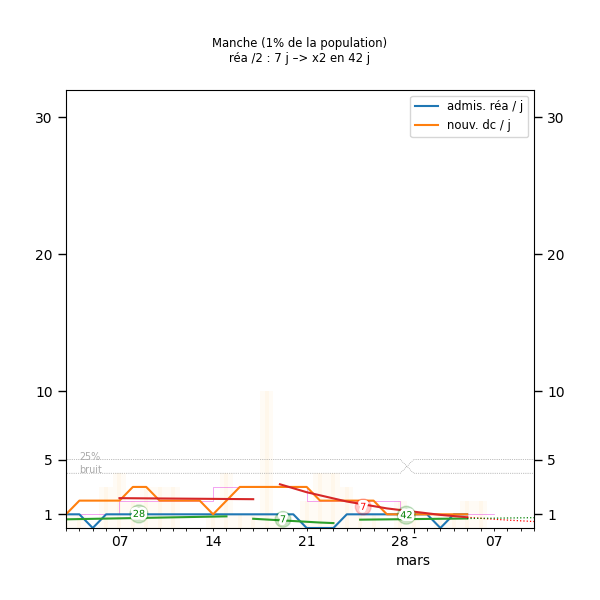 Manche (1% de la population)
réa /2 : 7 j –> x2 en 42 j
admis. réa / j
nouv. dc / j
30 30
20 20
10 10
5 5
25%
bruit
1 1
28 7 7 42
07 14 21 28 07
mars